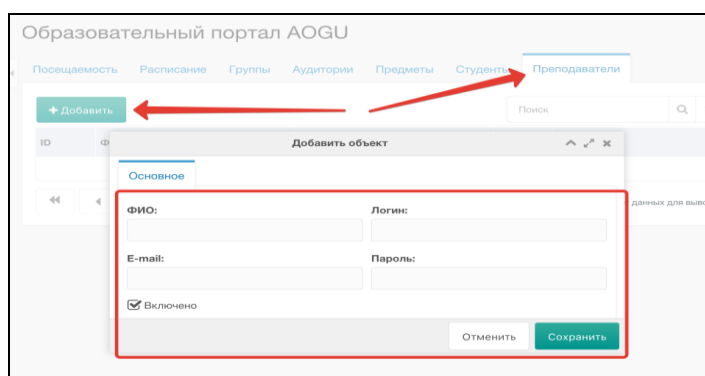 Образовательный портал AOGU
Посещаемость Расписание Группы Аудитории Предметы Студенты Преподаватели
+ Добавить Поиск
ID
Добавить объект
Основное
данных для выво
ФИО: Логин:
E-mail: Пароль:
Включено
Отменить Сохранить